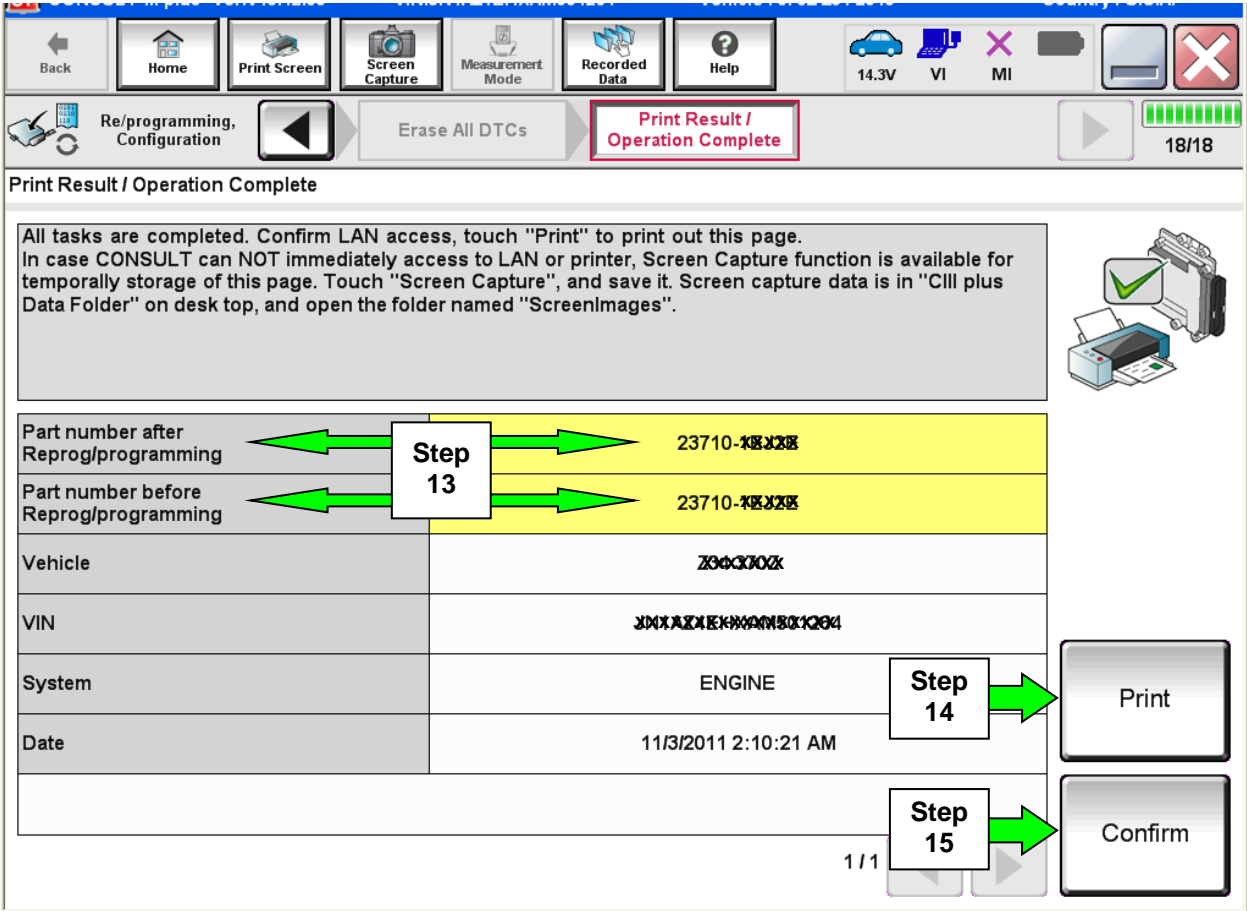 Back
Home
Print Screen
Screen
Capture
Measurement
Mode
Recorded
Data
Help
14.3V
VI
MI
Re/programming,
Configuration
Erase All DTCs
Print Result /
Operation Complete
18/18
Print Result / Operation Complete
All tasks are completed. Confirm LAN access, touch "Print" to print out this page.
In case CONSULT can NOT immediately access to LAN or printer, Screen Capture function is available for
temporally storage of this page. Touch "Screen Capture", and save it. Screen capture data is in "CIII plus
Data Folder" on desk top, and open the folder named "ScreenImages".
Part number after
Reprog/programming
23710-
Step
13
Part number before
Reprog/programming
23710-
Vehicle
VIN
System
ENGINE
Step
14
Print
Date
11/3/2011 2:10:21 AM
Step
15
Confirm
1/1